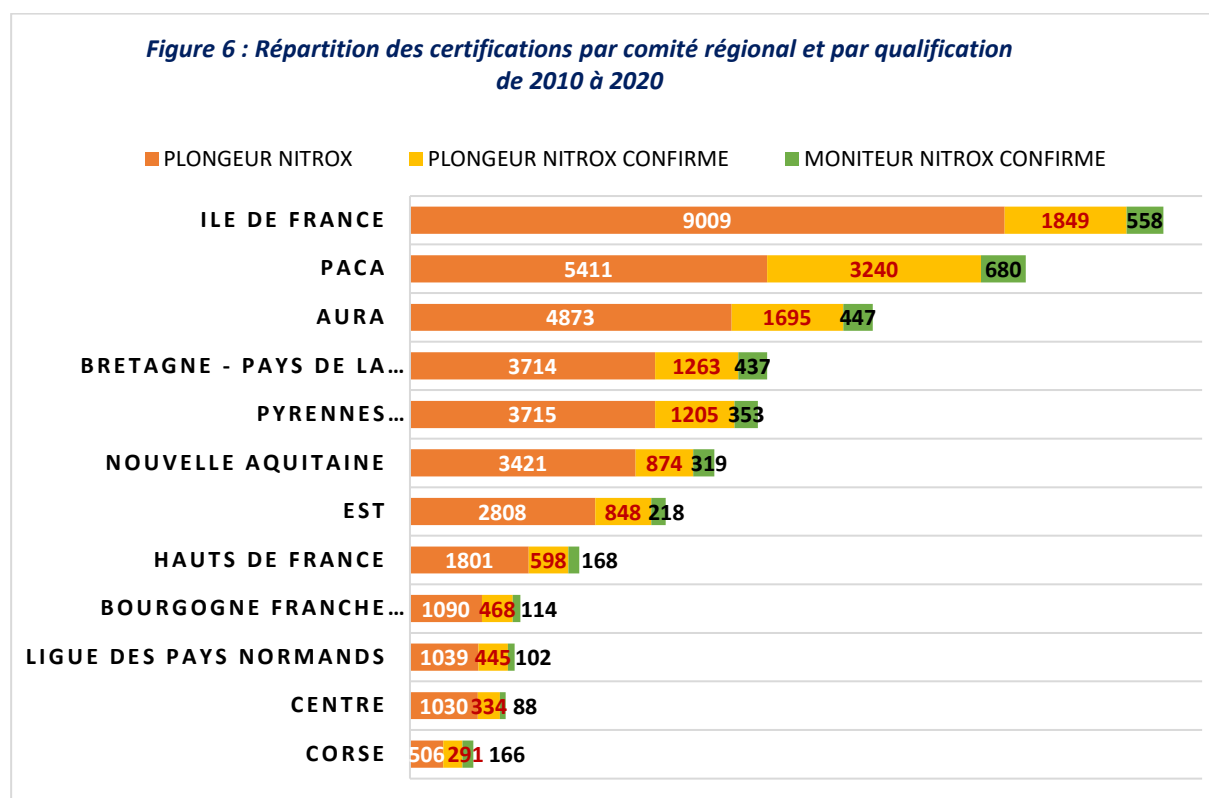 Figure 6 : Répartition des certifications par comité régional et par qualification
de 2010 à 2020
PLONGEUR NITROX PLONGEUR NITROX CONFIRME MONITEUR NITROX CONFIRME
ILE DE FRANCE 9009 1849 558
PACA 5411 3240 680
AURA 4873 1695 447
BRETAGNE - PAYS DE LA... 3714 1263 437
PYRENNES... 3715 1205 353
NOUVELLE AQUITAINE 3421 874 319
EST 2808 848 218
HAUTS DE FRANCE 1801 598 168
BOURGOGNE FRANCHE... 1090 468 114
LIGUE DES PAYS NORMANDS 1039 445 102
CENTRE 1030 334 88
CORSE 506 291 166